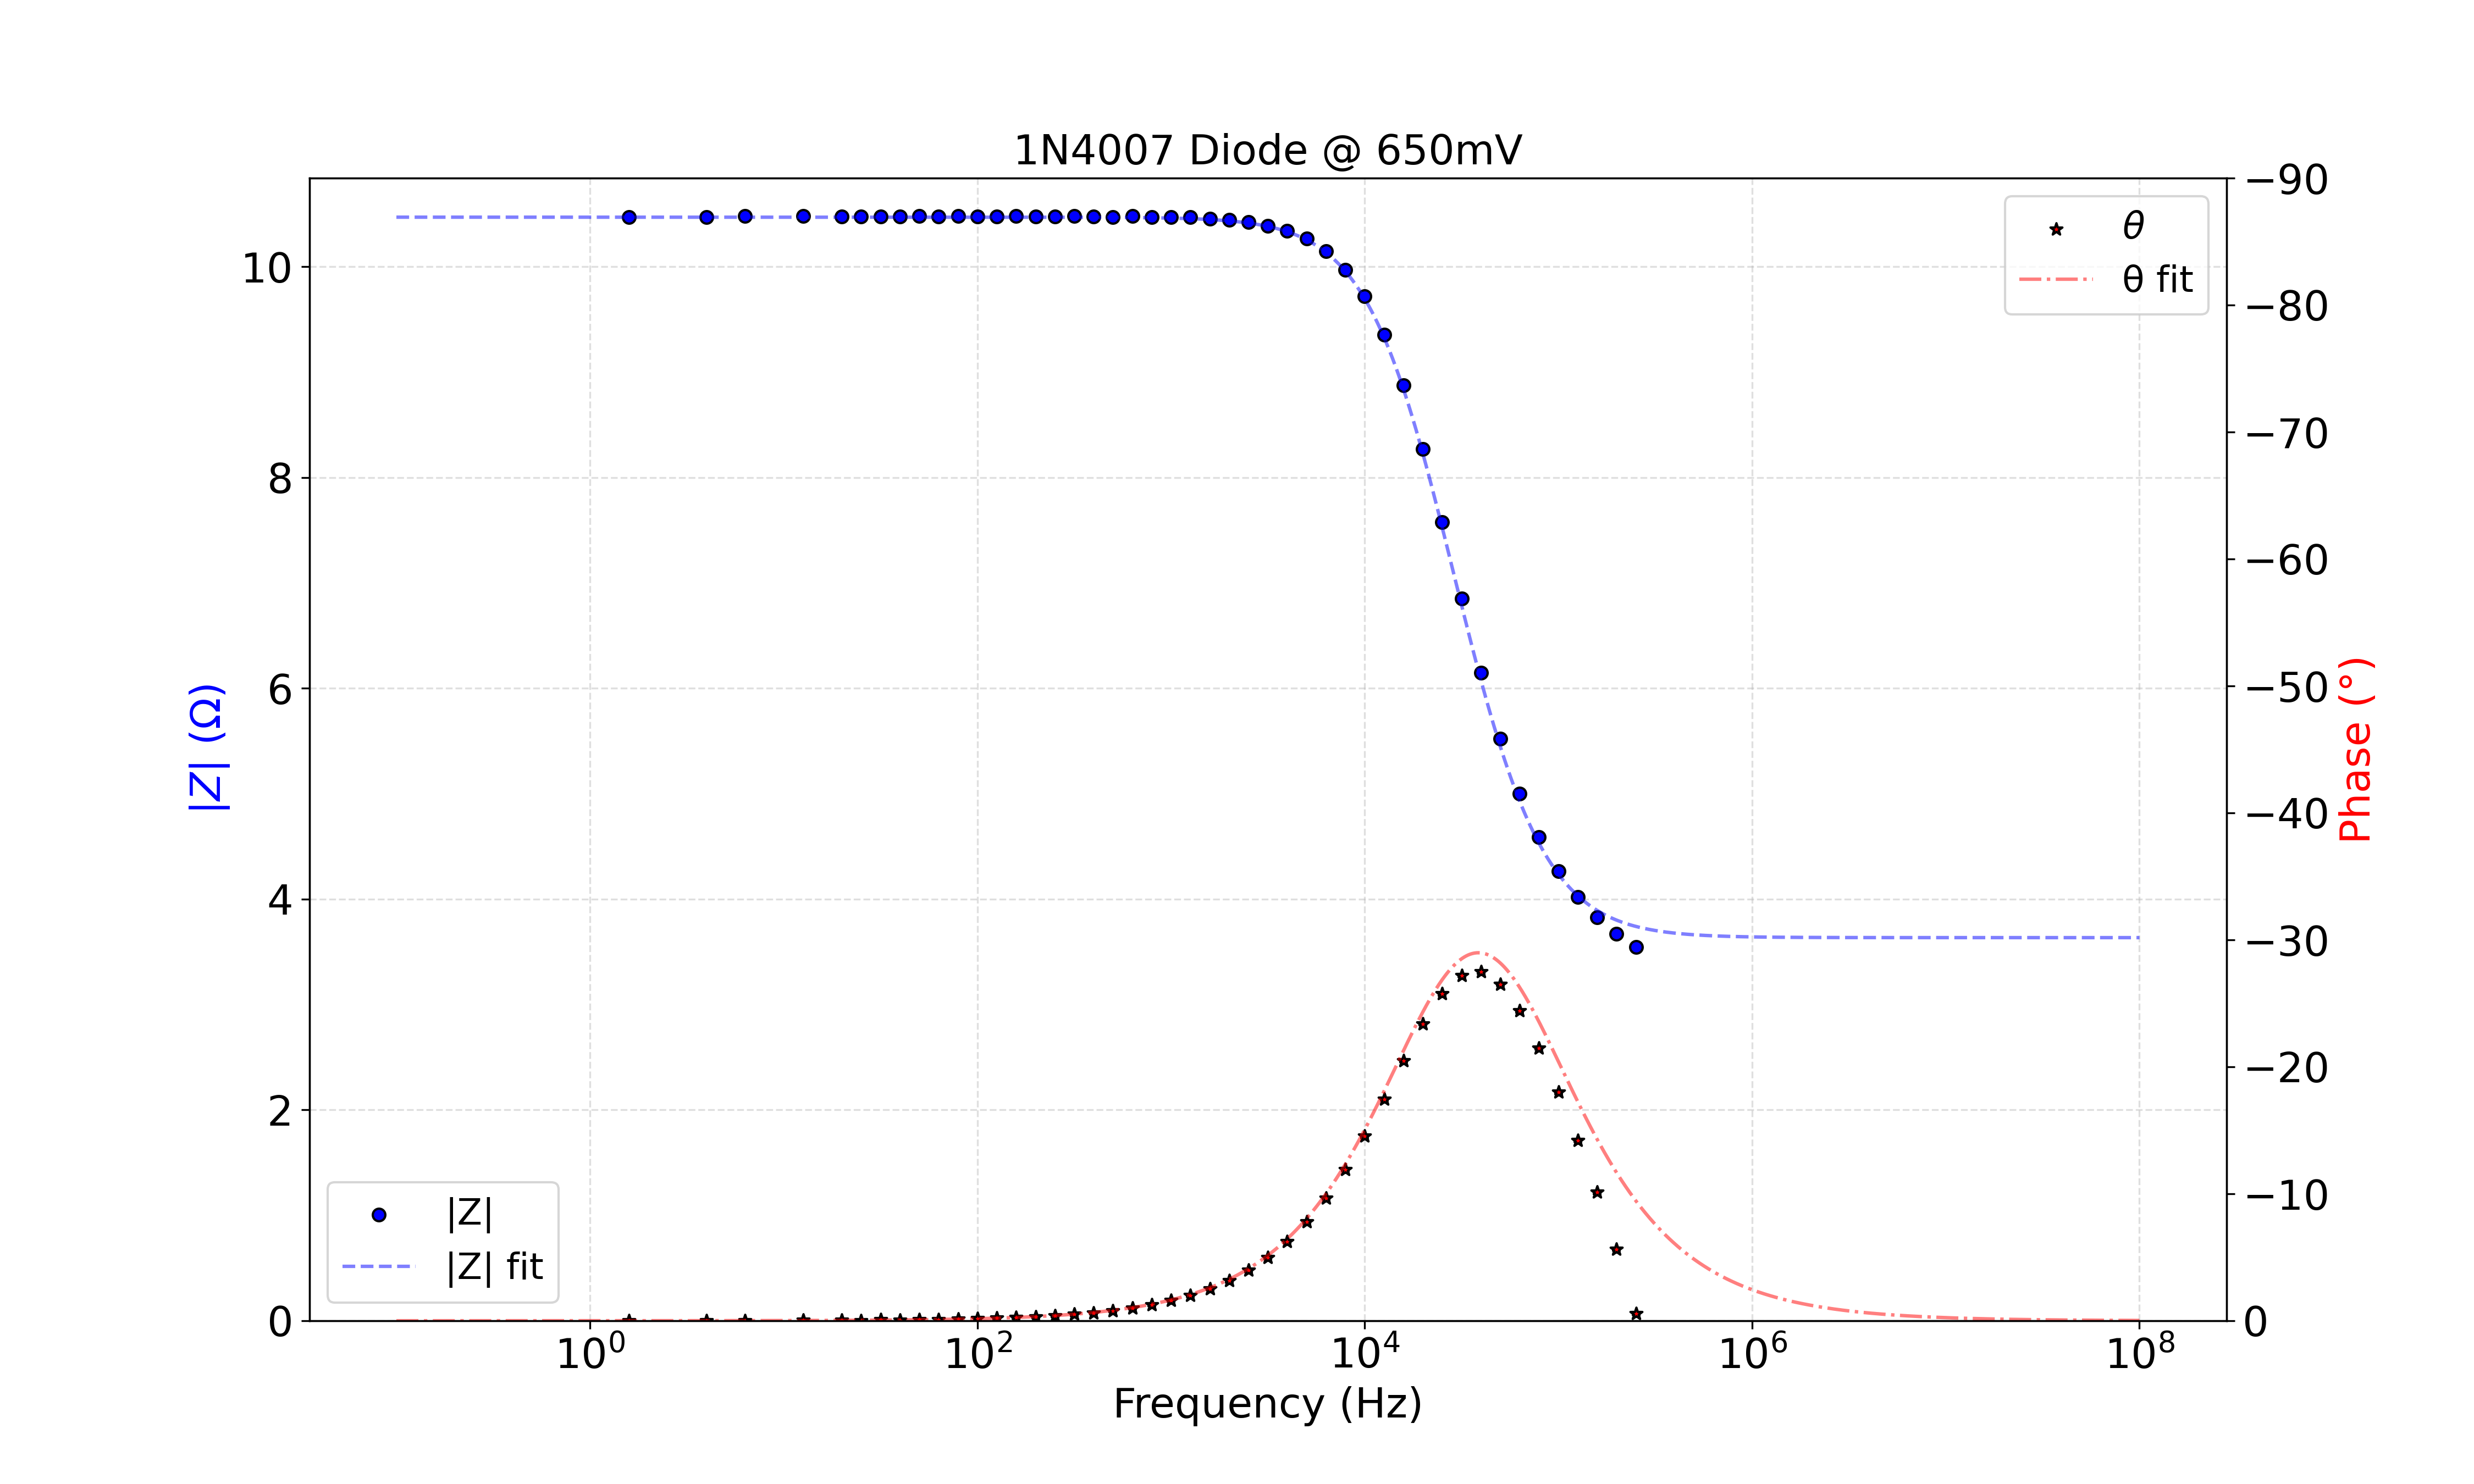 1N4007 Diode @ 650mV
|Z| (Ω)
10
8
6
4
2
0
−90
−80
−70
−60
−50
−40
−30
−20
−10
0
Phase (°)
θ
θ fit
|Z|
|Z| fit
10⁰
10²
10⁴
10⁶
10⁸
Frequency (Hz)